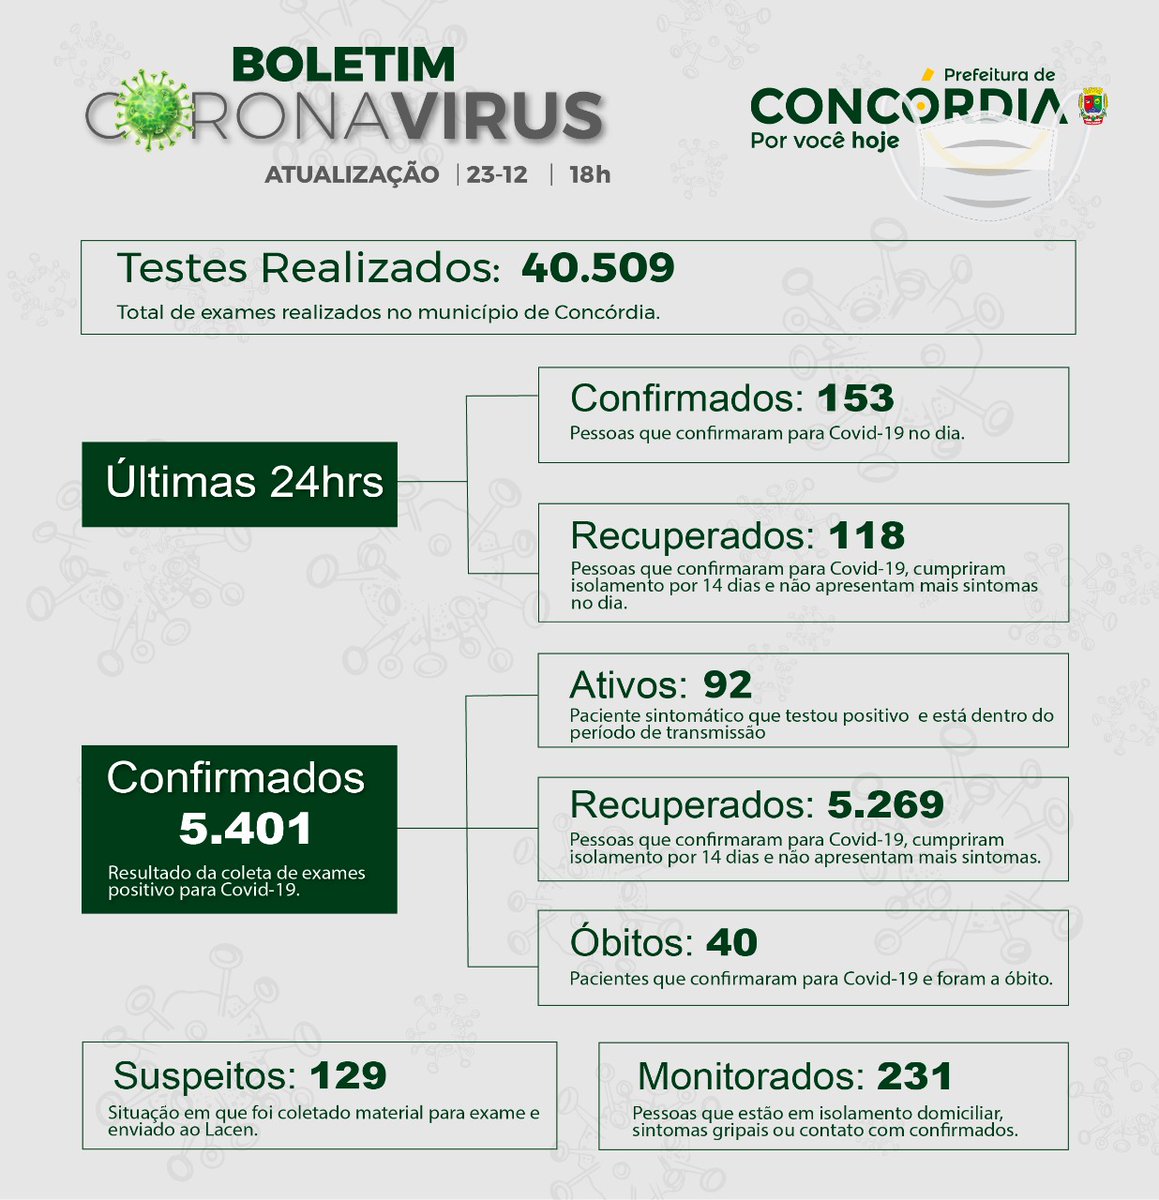 BOLETIM
CORONAVIRUS
ATUALIZAÇÃO | 23-12 | 18h
Prefeitura de
CONCÓRDIA
Por você hoje
Testes Realizados: 40.509
Total de exames realizados no município de Concórdia.
Últimas 24hrs
Confirmados: 153
Pessoas que confirmaram para Covid-19 no dia.
Recuperados: 118
Pessoas que confirmaram para Covid-19, cumpriram
isolamento por 14 dias e não apresentam mais sintomas
no dia.
Confirmados
5.401
Resultado da coleta de exames
positivo para Covid-19.
Ativos: 92
Paciente sintomático que testou positivo e está dentro do
período de transmissão
Recuperados: 5.269
Pessoas que confirmaram para Covid-19, cumpriram
isolamento por 14 dias e não apresentam mais sintomas.
Óbitos: 40
Pacientes que confirmaram para Covid-19 e foram a óbito.
Suspeitos: 129
Situação em que foi coletado material para exame e
enviado ao Lacen.
Monitorados: 231
Pessoas que estão em isolamento domiciliar,
sintomas gripais ou contato com confirmados.